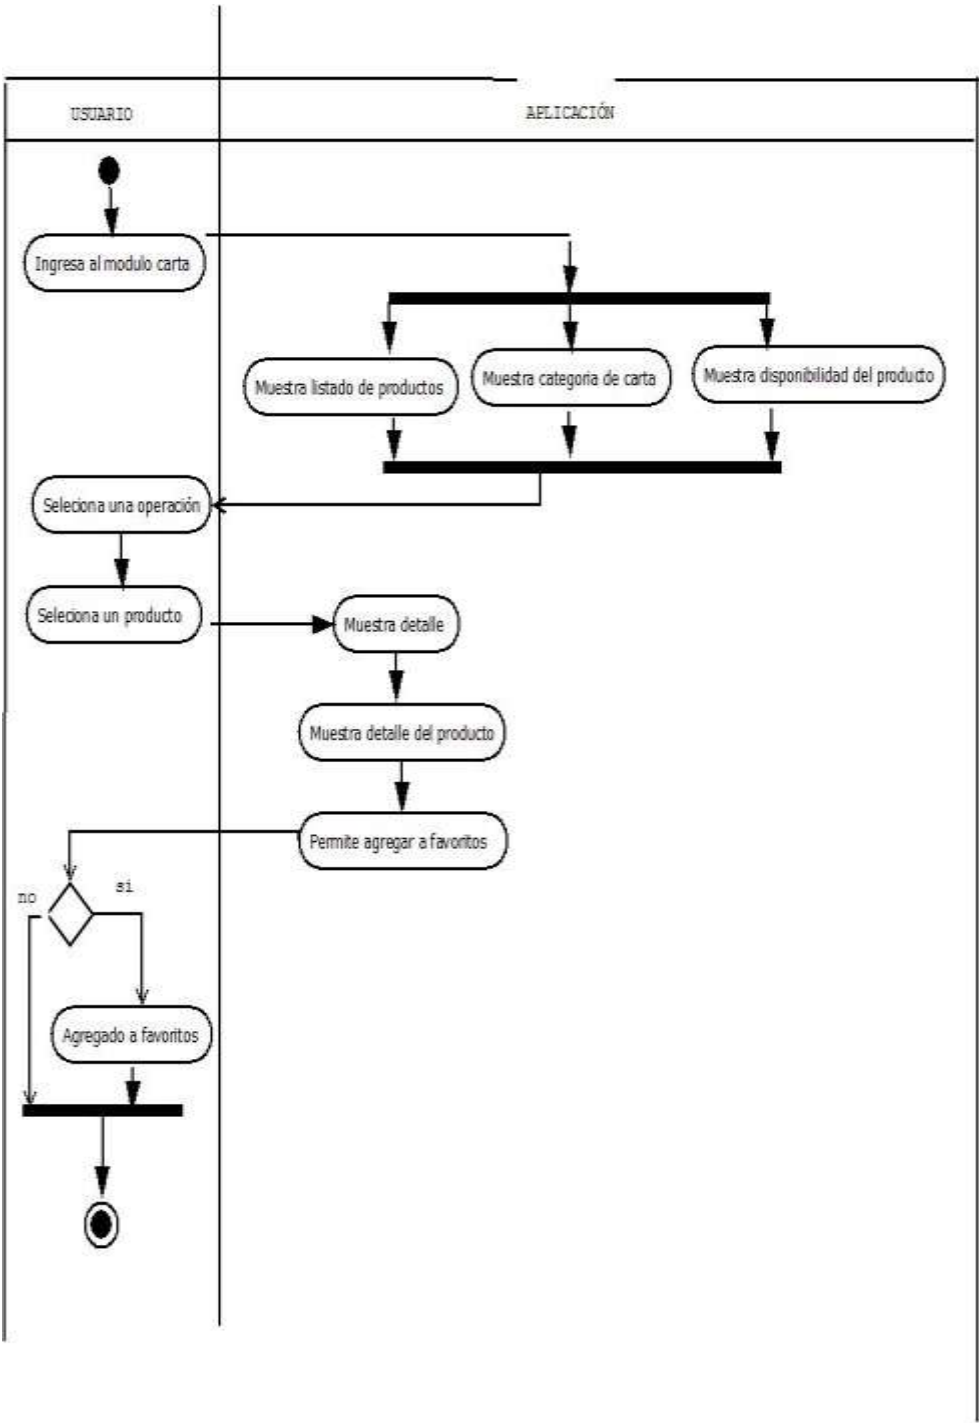 USUARIO
APLICACIÓN
Ingresa al modulo carta
Muestra listado de productos
Muestra categoria de carta
Muestra disponibilidad del producto
Seleciona una operación
Seleciona un producto
Muestra detalle
Muestra detalle del producto
Permite agregar a favoritos
no
si
Agregado a favoritos